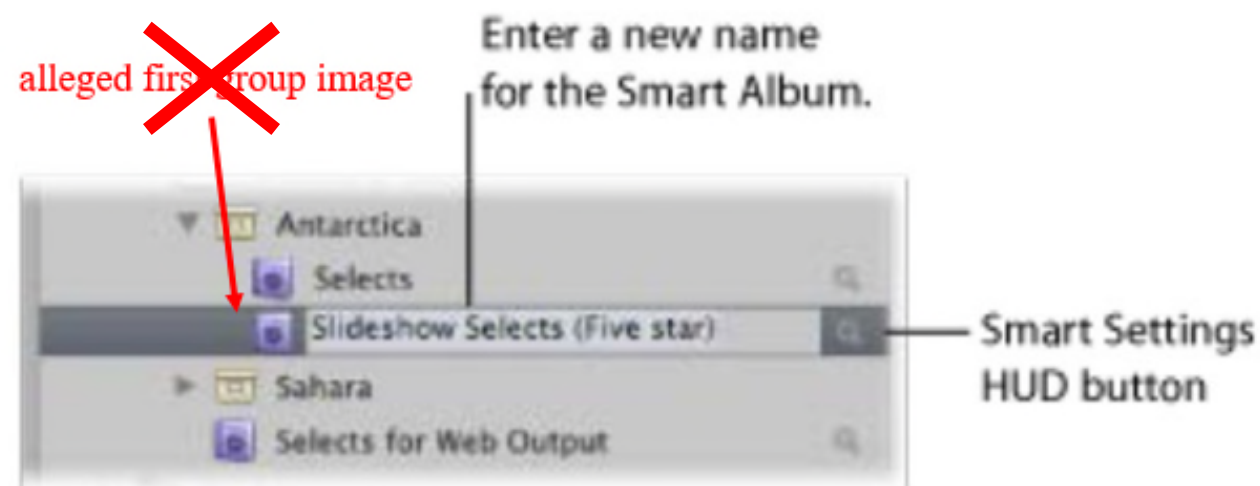 Enter a new name
for the Smart Album.
alleged first group image
Antarctica
Selects
Slideshow Selects (Five star)
Smart Settings
HUD button
Sahara
Selects for Web Output